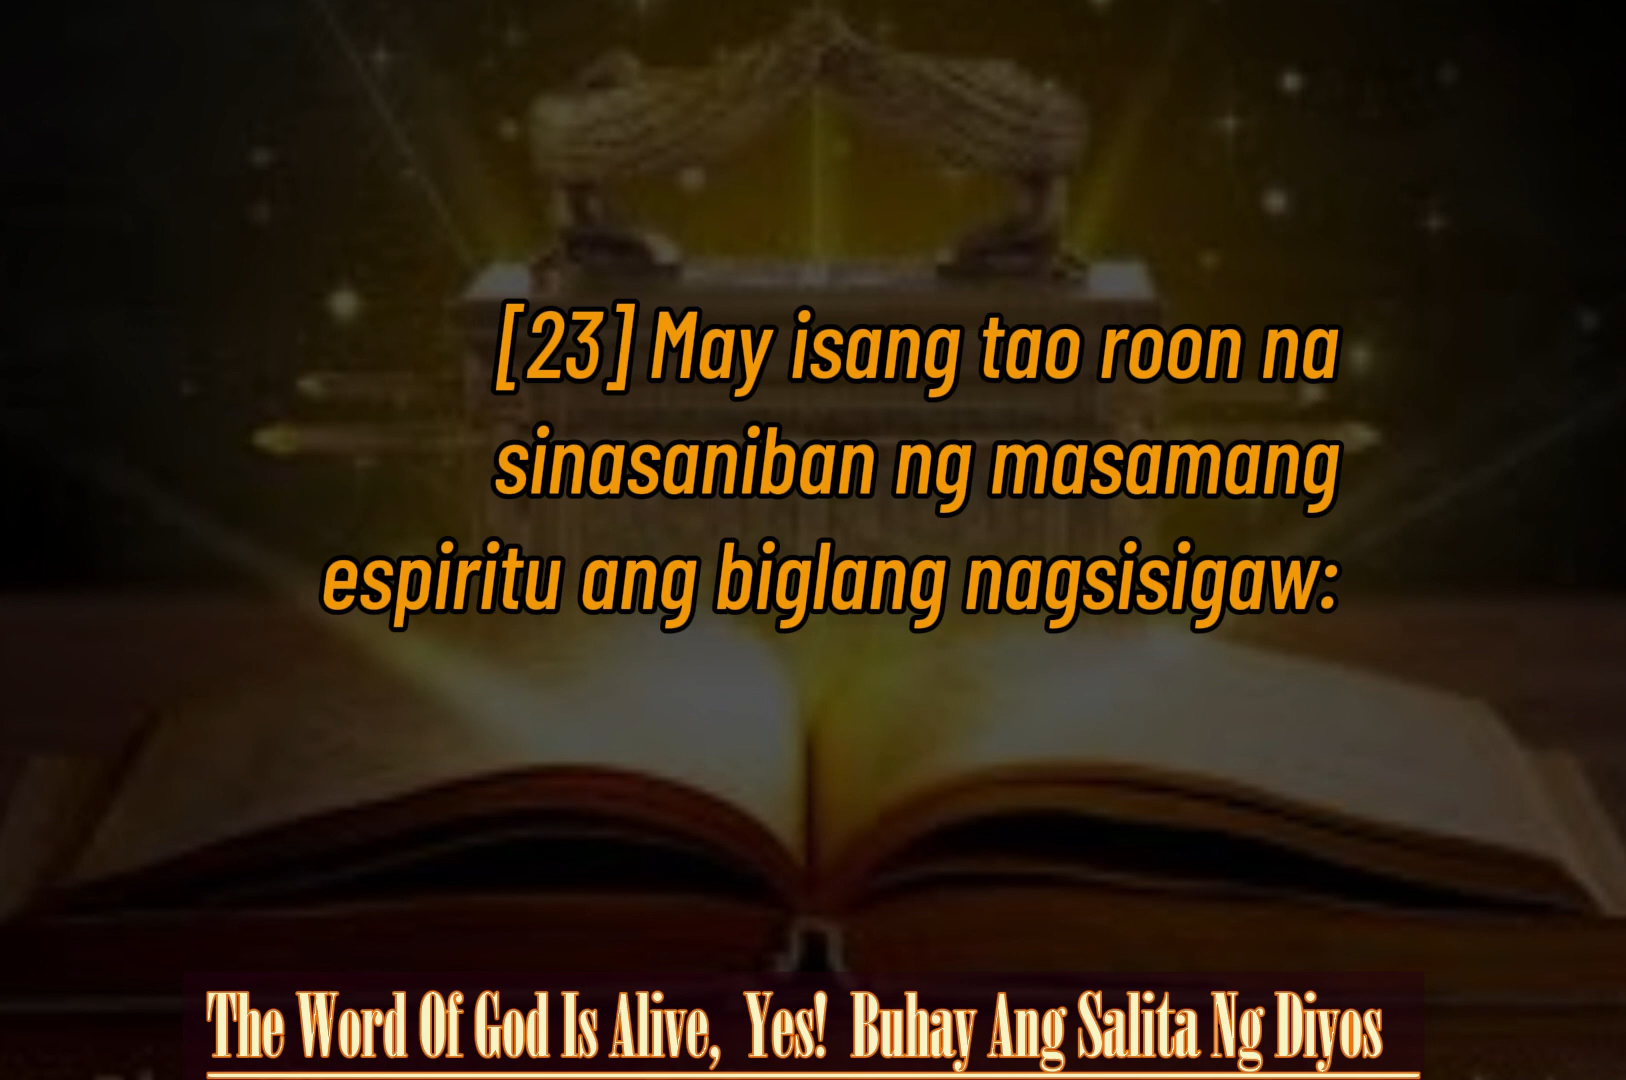 [23] May isang tao roon na
sinasaniban ng masamang
espiritu ang biglang nagsisigaw:
The Word Of God Is Alive, Yes! Buhay Ang Salita Ng Diyos